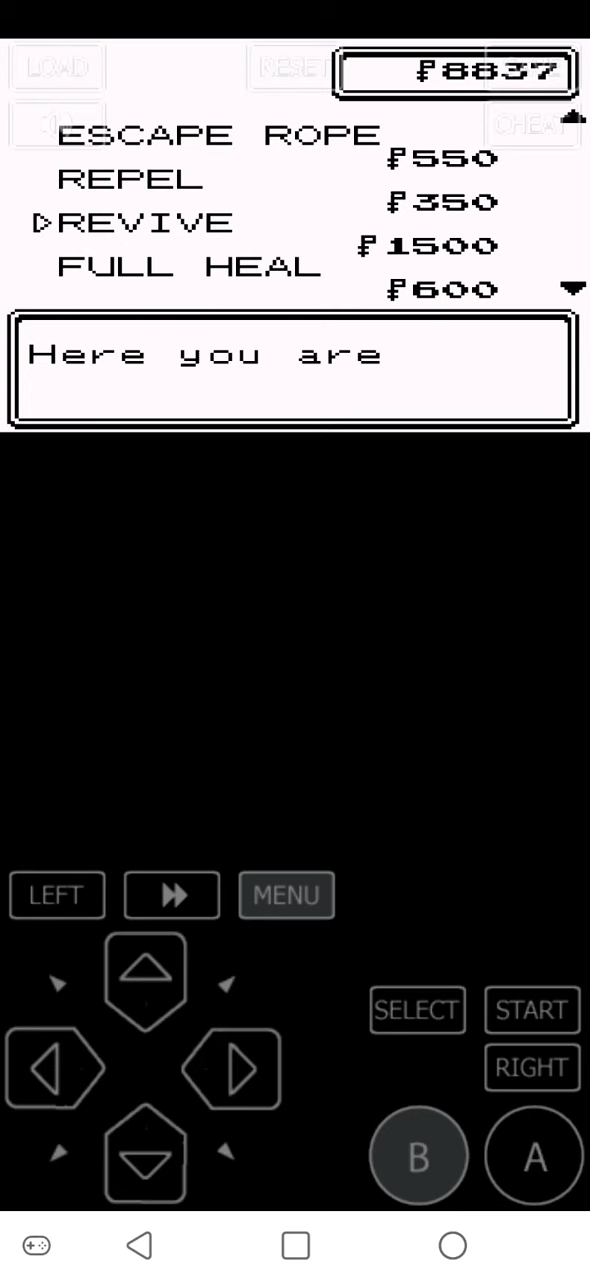 LOAD
RESET
₽8837
CHEAT
ESCAPE ROPE
₽550
REPEL
₽350
▷REVIVE
₽1500
FULL HEAL
₽600
Here you are
LEFT
MENU
SELECT
START
RIGHT
B
A